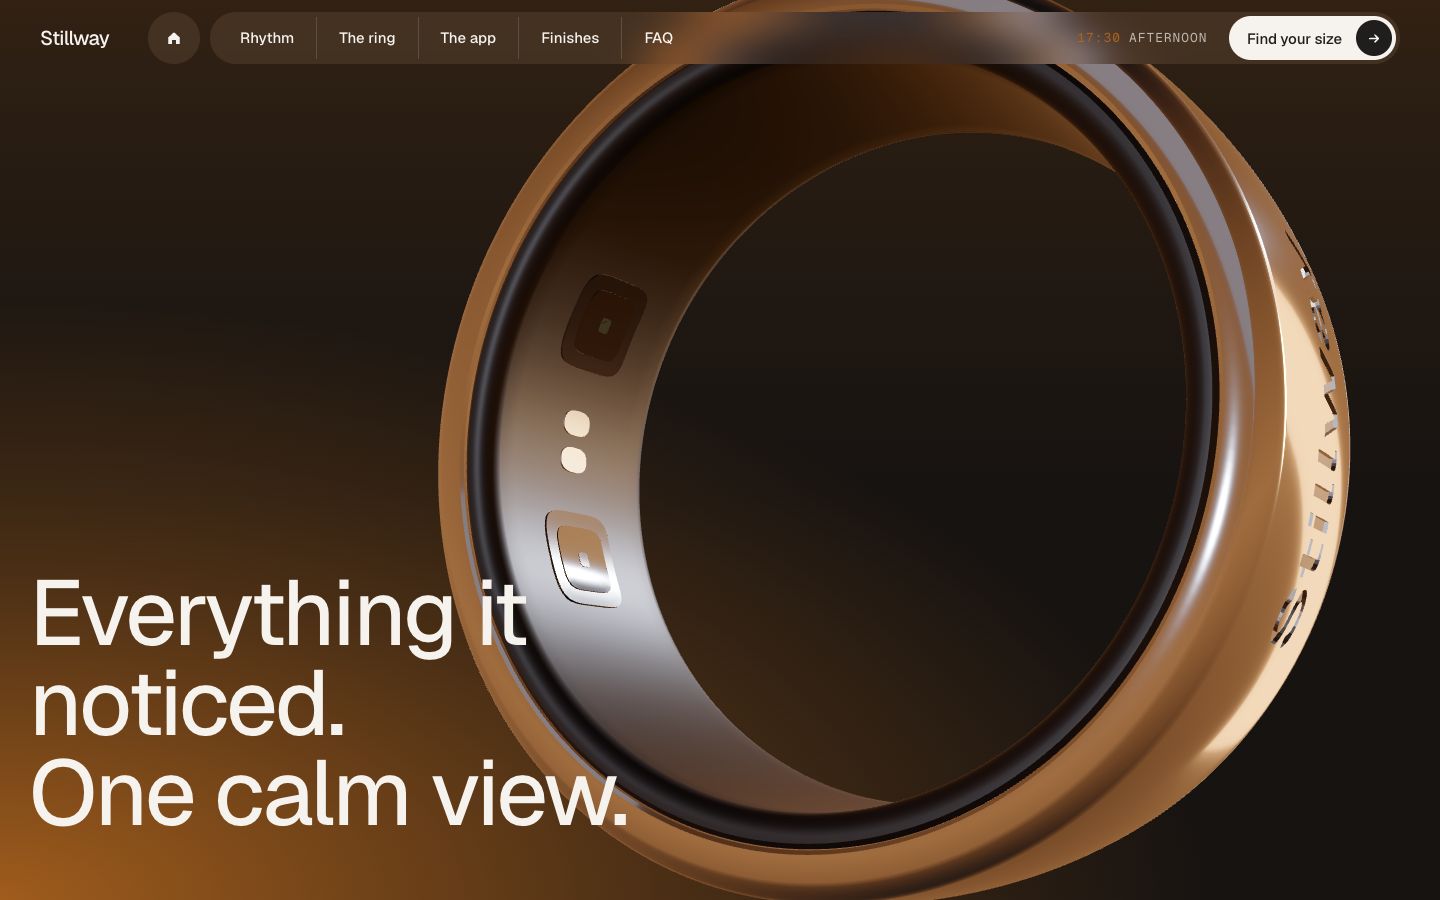 Stillway
Rhythm
The ring
The app
Finishes
FAQ
17:30 AFTERNOON
Find your size
Everything it
noticed.
One calm view.